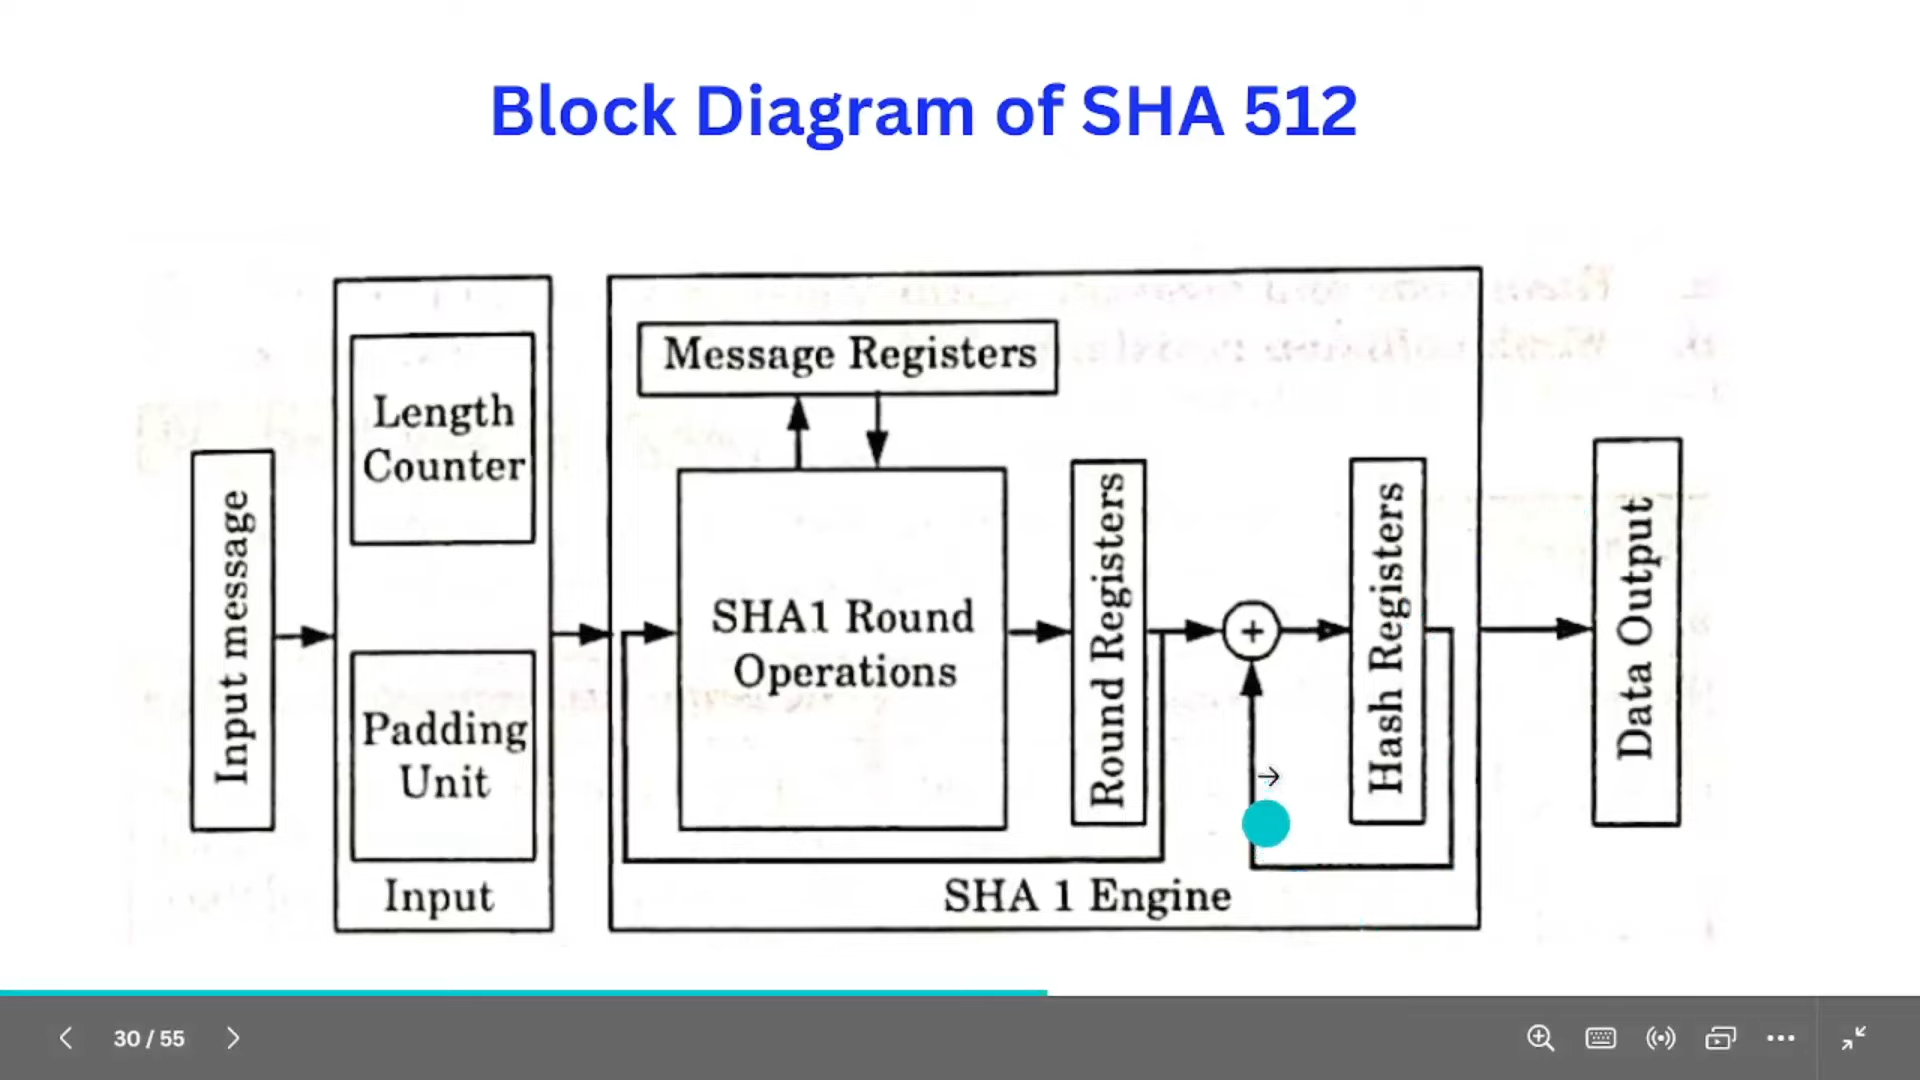 Block Diagram of SHA 512
Input message
Length
Counter
Padding
Unit
Input
Message Registers
SHA1 Round
Operations
Round Registers
+
Hash Registers
SHA 1 Engine
Data Output
30 / 55